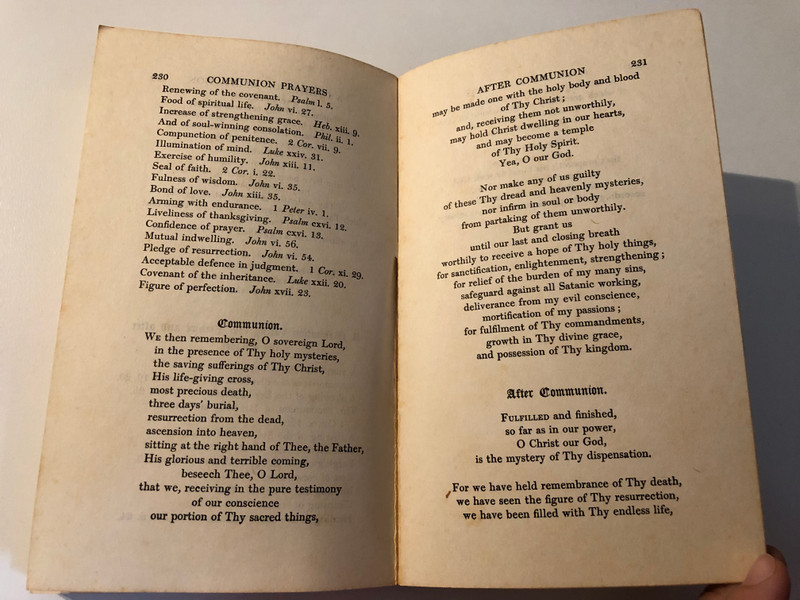 230
COMMUNION PRAYERS
Renewing of the covenant. Psalm l. 5.
Food of spiritual life. John vi. 27.
Increase of strengthening grace. Heb. xiii. 9.
And of soul-winning consolation. Phil. ii. 1.
Compunction of penitence. 2 Cor. vii. 9.
Illumination of mind. Luke xxiv. 31.
Exercise of humility. John xiii. 11.
Seal of faith. 2 Cor. i. 22.
Fulness of wisdom. John vi. 35.
Bond of love. John xiii. 35.
Arming with endurance. 1 Peter iv. 1.
Liveliness of thanksgiving. Psalm cxvi. 12.
Confidence of prayer. Psalm cxvi. 13.
Mutual indwelling. John vi. 56.
Pledge of resurrection. John vi. 54.
Acceptable defence in judgment. 1 Cor. xi. 29.
Covenant of the inheritance. Luke xxii. 20.
Figure of perfection. John xvii. 23.
Communion.
WE then remembering, O sovereign Lord,
in the presence of Thy holy mysteries,
the saving sufferings of Thy Christ,
His life-giving cross,
most precious death,
three days' burial,
resurrection from the dead,
ascension into heaven,
sitting at the right hand of Thee, the Father,
His glorious and terrible coming,
beseech Thee, O Lord,
that we, receiving in the pure testimony
of our conscience
our portion of Thy sacred things,
AFTER COMMUNION
231
may be made one with the holy body and blood
of Thy Christ;
and, receiving them not unworthily,
may hold Christ dwelling in our hearts,
and may become a temple
of Thy Holy Spirit.
Yea, O our God.
Nor make any of us guilty
of these Thy dread and heavenly mysteries,
nor infirm in soul or body
from partaking of them unworthily.
But grant us
until our last and closing breath
worthily to receive a hope of Thy holy things,
for sanctification, enlightenment, strengthening;
for relief of the burden of my many sins,
safeguard against all Satanic working,
deliverance from my evil conscience,
mortification of my passions;
for fulfilment of Thy commandments,
growth in Thy divine grace,
and possession of Thy kingdom.
After Communion.
FULFILLED and finished,
so far as in our power,
O Christ our God,
is the mystery of Thy dispensation.
For we have held remembrance of Thy death,
we have seen the figure of Thy resurrection,
we have been filled with Thy endless life,